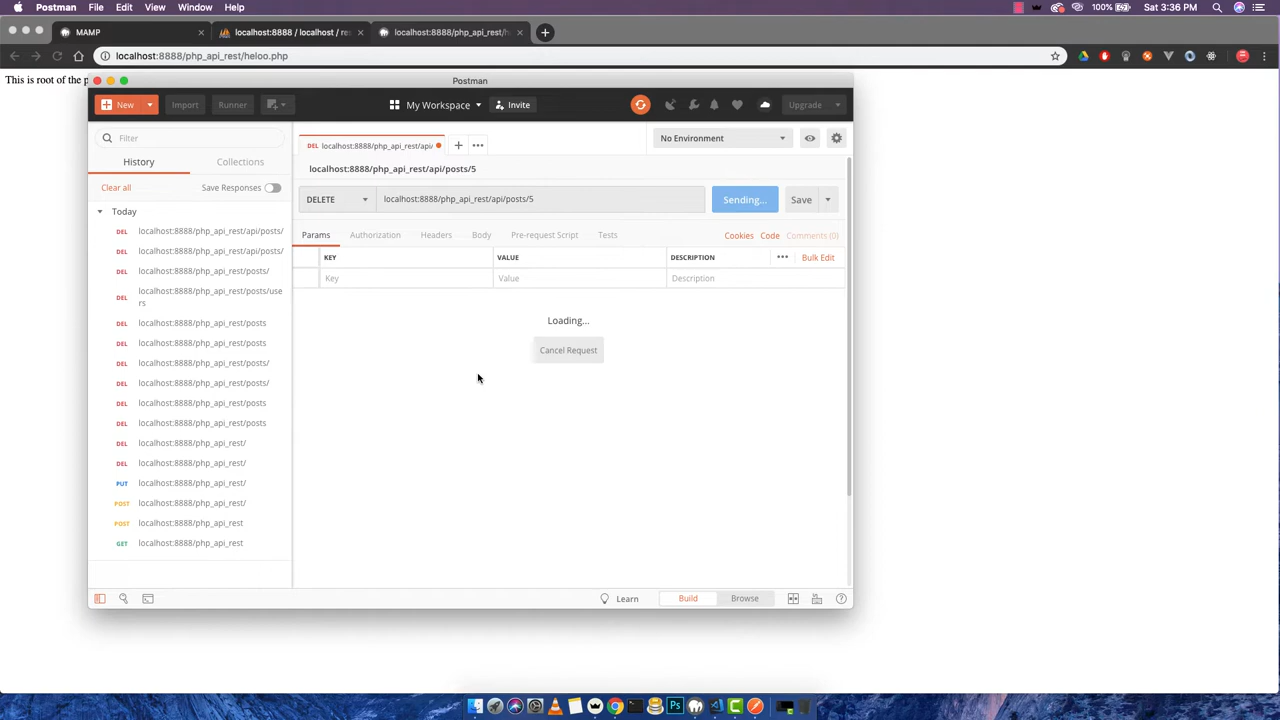 Postman File Edit View Window Help 100% Sat 3:36 PM
MAMP localhost:8888 / localhost / res localhost:8888/php_api_rest/h
localhost:8888/php_api_rest/heloo.php
This is root of the p
Postman
New Import Runner My Workspace Invite Upgrade
Filter
DEL localhost:8888/php_api_rest/api/ No Environment
History Collections
localhost:8888/php_api_rest/api/posts/5
Clear all Save Responses
DELETE localhost:8888/php_api_rest/api/posts/5 Sending... Save
Today
DEL localhost:8888/php_api_rest/api/posts/
Params Authorization Headers Body Pre-request Script Tests Cookies Code Comments (0)
DEL localhost:8888/php_api_rest/api/posts/
KEY VALUE DESCRIPTION Bulk Edit
DEL localhost:8888/php_api_rest/posts/
Key Value Description
DEL localhost:8888/php_api_rest/posts/use
rs
DEL localhost:8888/php_api_rest/posts
Loading...
DEL localhost:8888/php_api_rest/posts
Cancel Request
DEL localhost:8888/php_api_rest/posts/
DEL localhost:8888/php_api_rest/posts/
DEL localhost:8888/php_api_rest/posts
DEL localhost:8888/php_api_rest/posts
DEL localhost:8888/php_api_rest/
DEL localhost:8888/php_api_rest/
PUT localhost:8888/php_api_rest/
POST localhost:8888/php_api_rest/
POST localhost:8888/php_api_rest
GET localhost:8888/php_api_rest
Learn Build Browse